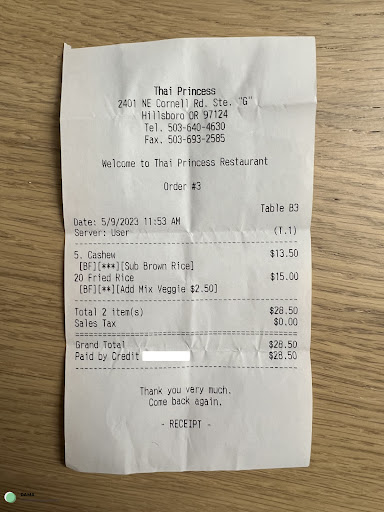 Thai Princess
2401 NE Cornell Rd. Ste. "G"
Hillsboro OR 97124
Tel. 503-640-4630
Fax. 503-693-2585
Welcome to Thai Princess Restaurant
Order #3
Table B3
Date: 5/9/2023 11:53 AM
Server: User (1.1)
5. Cashew $13.50
[BF][***][Sub Brown Rice]
20 Fried Rice $15.00
[BF][**][Add Mix Veggie $2.50]
Total 2 item(s) $28.50
Sales Tax $0.00
Grand Total $28.50
Paid by Credit $28.50
Thank you very much.
Come back again.
- RECEIPT -